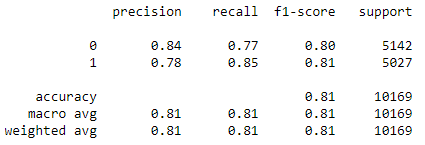 precision recall f1-score support
0 0.84 0.77 0.80 5142
1 0.78 0.85 0.81 5027
accuracy 0.81 10169
macro avg 0.81 0.81 0.81 10169
weighted avg 0.81 0.81 0.81 10169